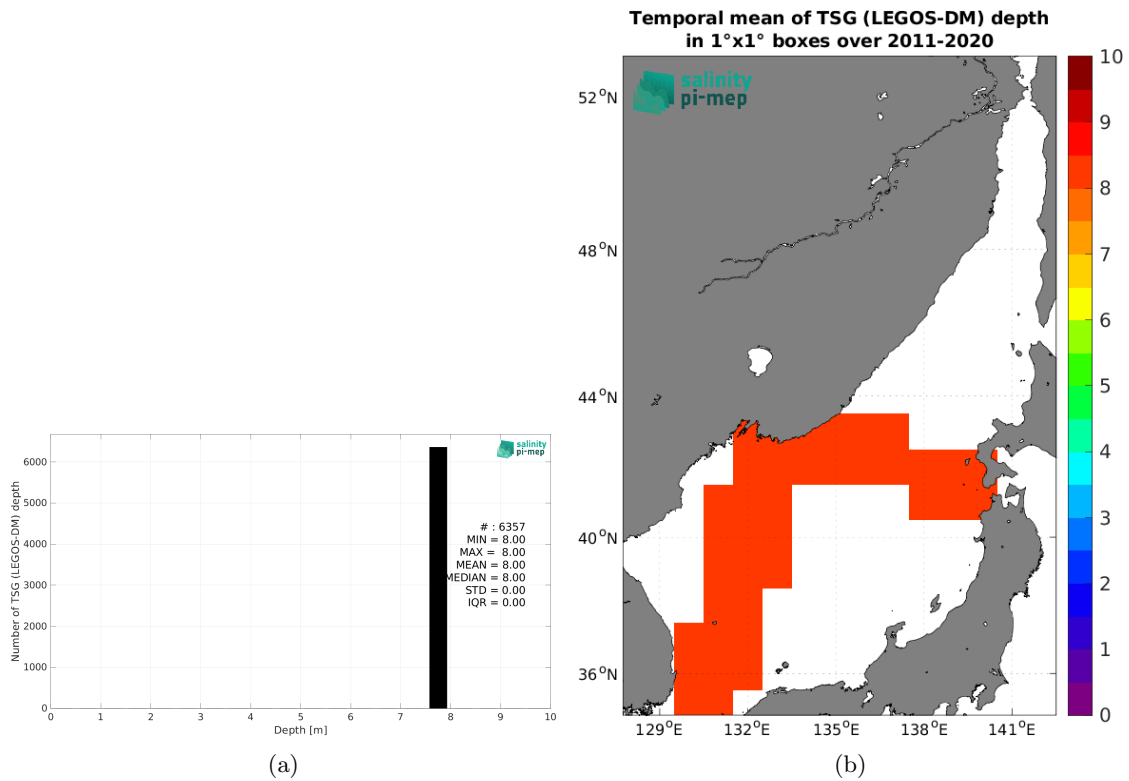 salinity
pi-mep
6000
5000
4000
3000
2000
1000
0
Number of TSG (LEGOS-DM) depth
# : 6357
MIN = 8.00
MAX = 8.00
MEAN = 8.00
MEDIAN = 8.00
STD = 0.00
IQR = 0.00
0 1 2 3 4 5 6 7 8 9 10
Depth [m]
(a)
Temporal mean of TSG (LEGOS-DM) depth
in 1°x1° boxes over 2011-2020
salinity
pi-mep
52°N
48°N
44°N
40°N
36°N
129°E 132°E 135°E 138°E 141°E
10
9
8
7
6
5
4
3
2
1
0
(b)